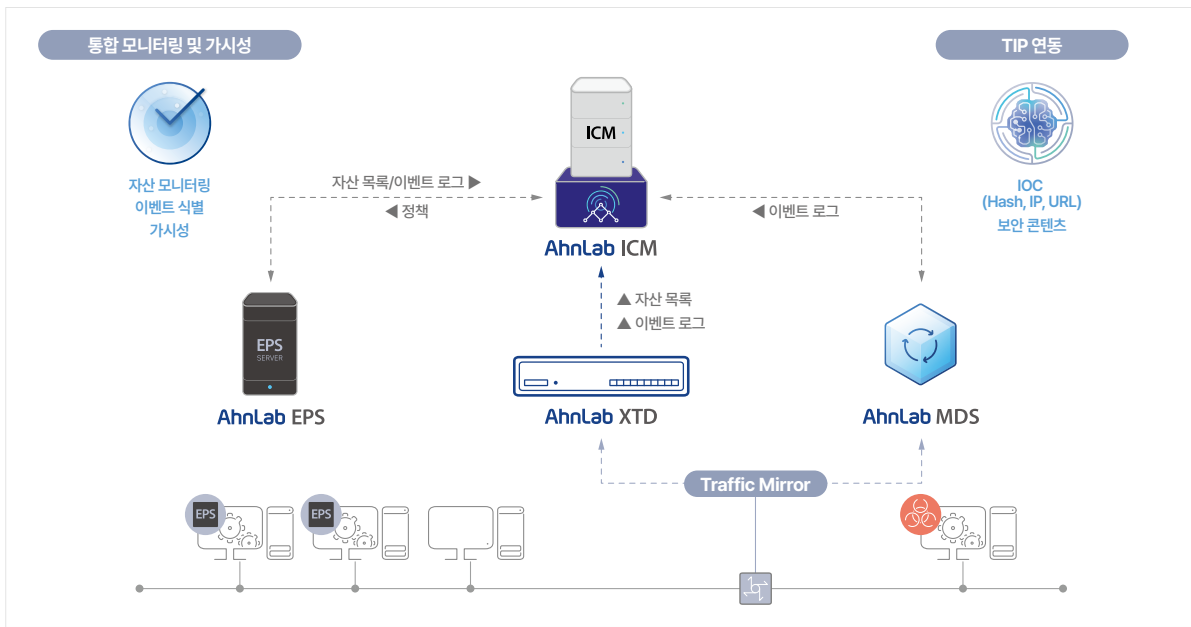 통합 모니터링 및 가시성
TIP 연동
ICM
자산 모니터링
이벤트 식별
가시성
자산 목록/이벤트 로그 ▶
◀ 정책
◀ 이벤트 로그
IOC
(Hash, IP, URL)
보안 콘텐츠
AhnLab ICM
▲ 자산 목록
▲ 이벤트 로그
EPS
SERVER
AhnLab EPS
AhnLab XTD
AhnLab MDS
Traffic Mirror
EPS
EPS